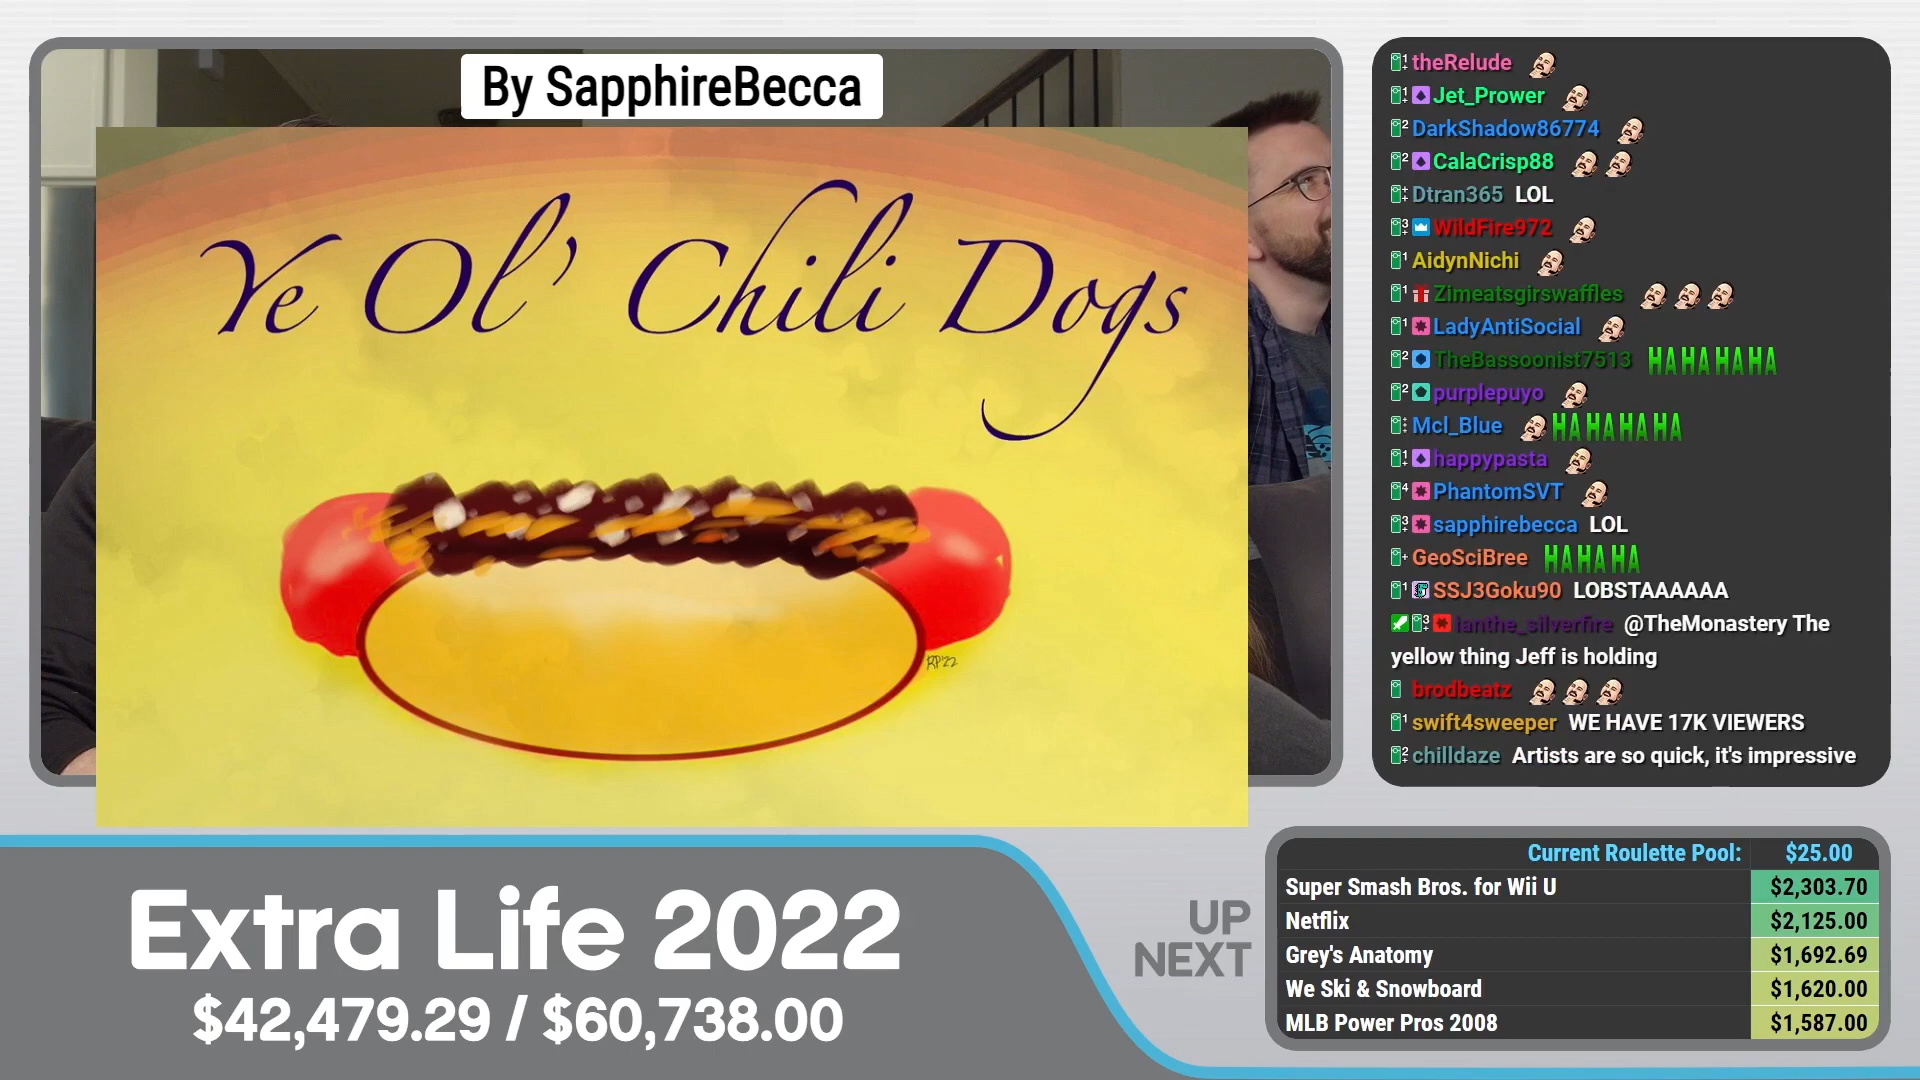 By SapphireBecca
Ye Ol' Chili Dogs
RP'22
theRelude
Jet_Prower
DarkShadow86774
CalaCrisp88
Dtran365 LOL
WildFire972
AidynNichi
Zimeatsgirswaffles
LadyAntiSocial
TheBassoonist7513 HAHAHAHA
purplepuyo
Mcl_Blue HAHAHAHA
happypasta
PhantomSVT
sapphirebecca LOL
GeoSciBree HAHAHA
SSJ3Goku90 LOBSTAAAAAA
ianthe_silverfire @TheMonastery The
yellow thing Jeff is holding
brodbeatz
swift4sweeper WE HAVE 17K VIEWERS
chilldaze Artists are so quick, it's impressive
Extra Life 2022
$42,479.29 / $60,738.00
UP
NEXT
Current Roulette Pool: $25.00
Super Smash Bros. for Wii U $2,303.70
Netflix $2,125.00
Grey's Anatomy $1,692.69
We Ski & Snowboard $1,620.00
MLB Power Pros 2008 $1,587.00